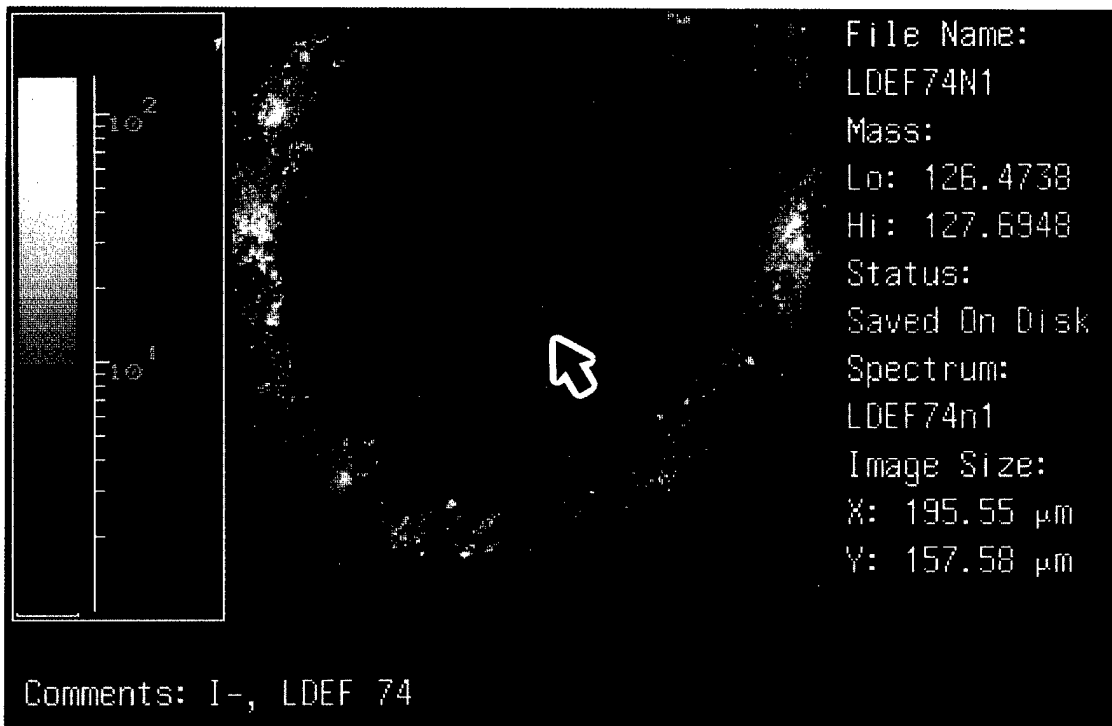 10²
10¹
File Name:
LDEF74N1
Mass:
Lo: 126.4738
Hi: 127.6948
Status:
Saved On Disk
Spectrum:
LDEF74n1
Image Size:
X: 195.55 μm
Y: 157.58 μm
Comments: I-, LDEF 74